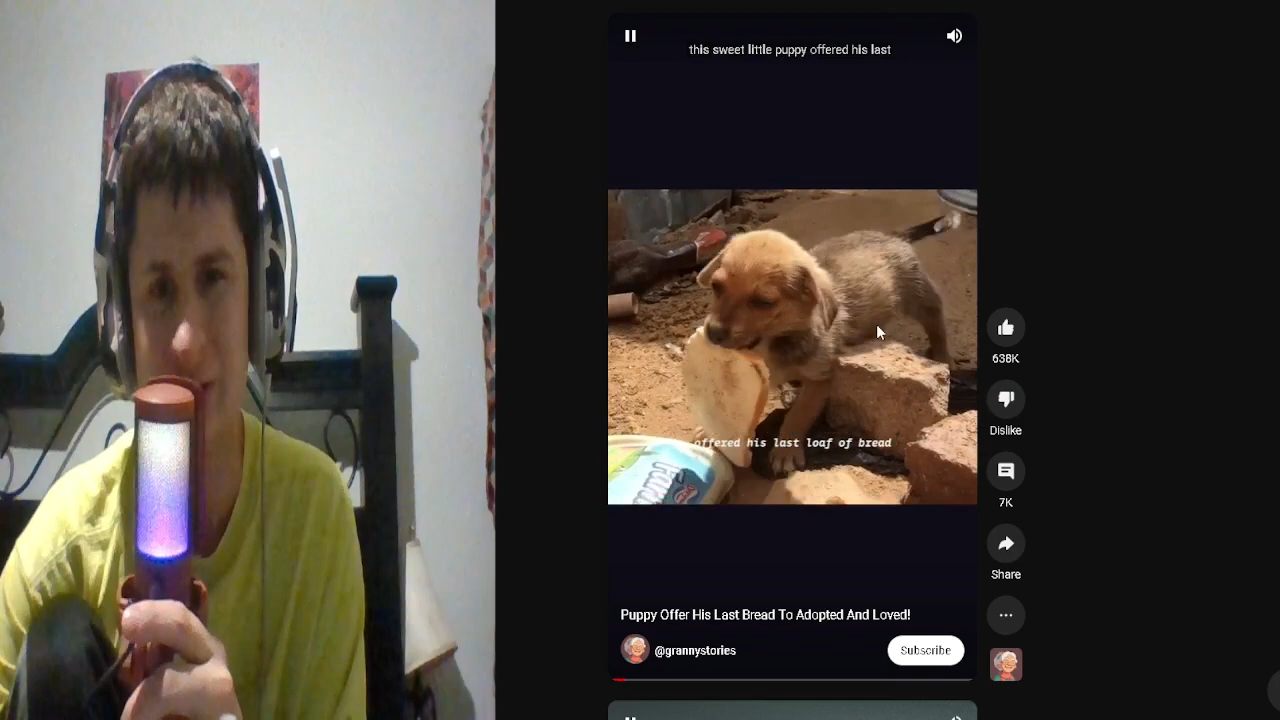 this sweet little puppy offered his last
offered his last loaf of bread
638K
Dislike
7K
Share
Puppy Offer His Last Bread To Adopted And Loved!
@grannystories
Subscribe